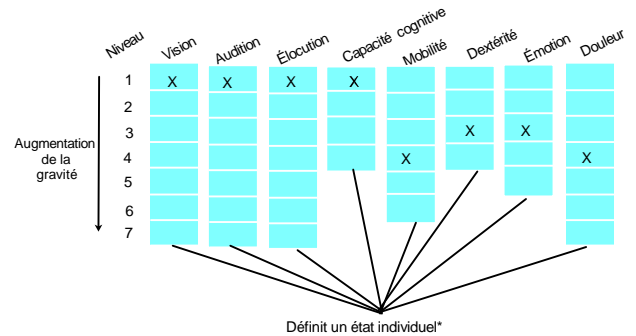 Niveau Vision Audition Élocution Capacité cognitive Mobilité Dextérité Émotion Douleur
1 X X X X
2
3 X X
Augmentation
de la
gravité
4 X X
5
6
7
Définit un état individuel*